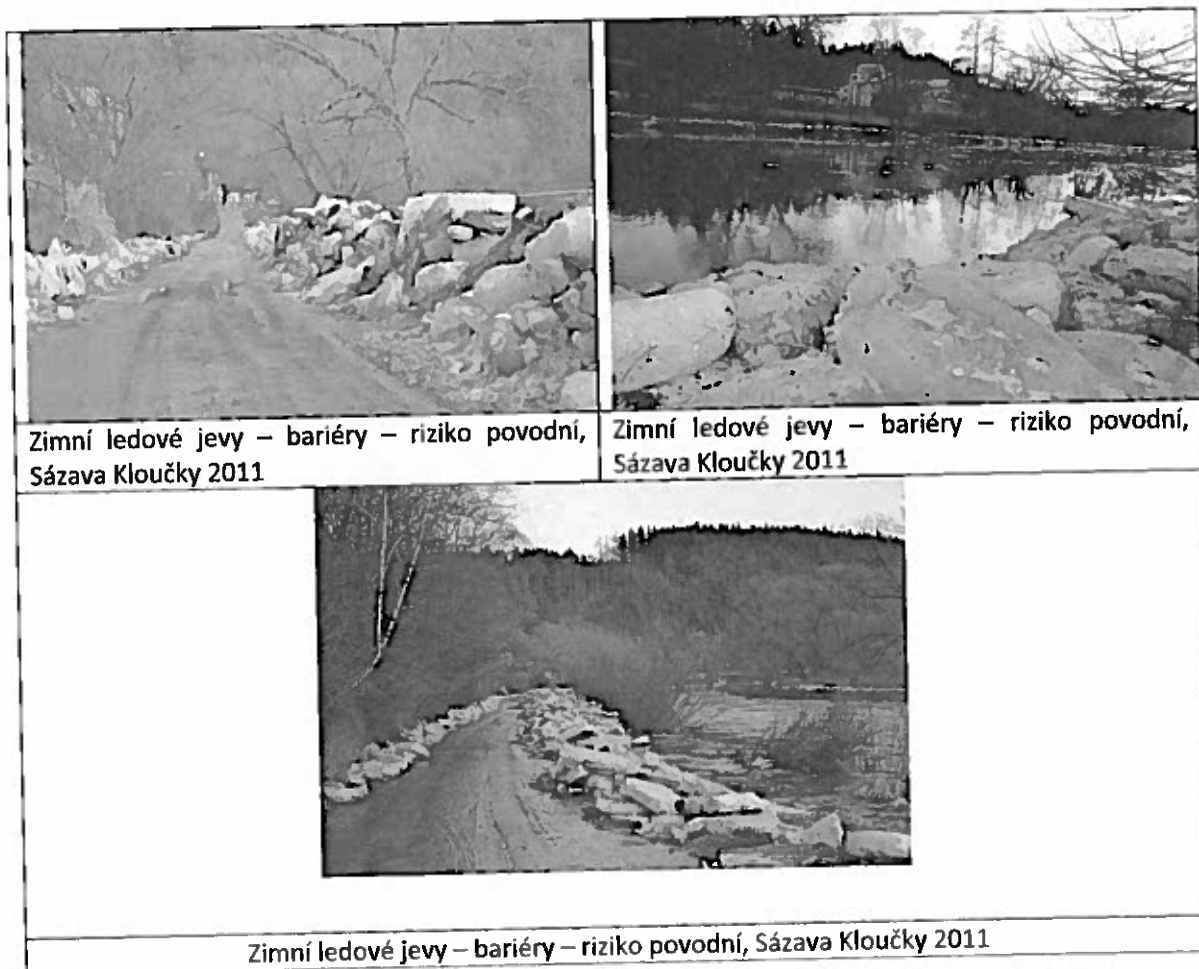 Zimní ledové jevy – bariéry – riziko povodní,
Sázava Kloučky 2011
Zimní ledové jevy – bariéry – riziko povodní,
Sázava Kloučky 2011
Zimní ledové jevy – bariéry – riziko povodní, Sázava Kloučky 2011